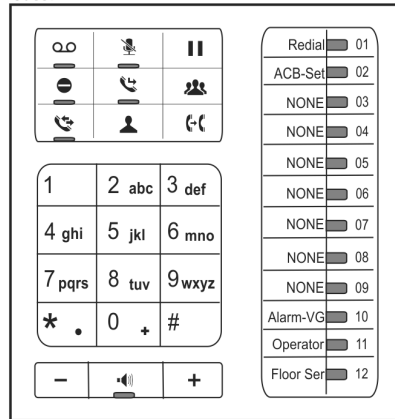 Redial 01
ACB-Set 02
NONE 03
NONE 04
NONE 05
NONE 06
NONE 07
NONE 08
NONE 09
Alarm-VG 10
Operator 11
Floor Ser 12
1 2 abc 3 def
4 ghi 5 jkl 6 mno
7 pqrs 8 tuv 9 wxyz
* . 0 + #
− +